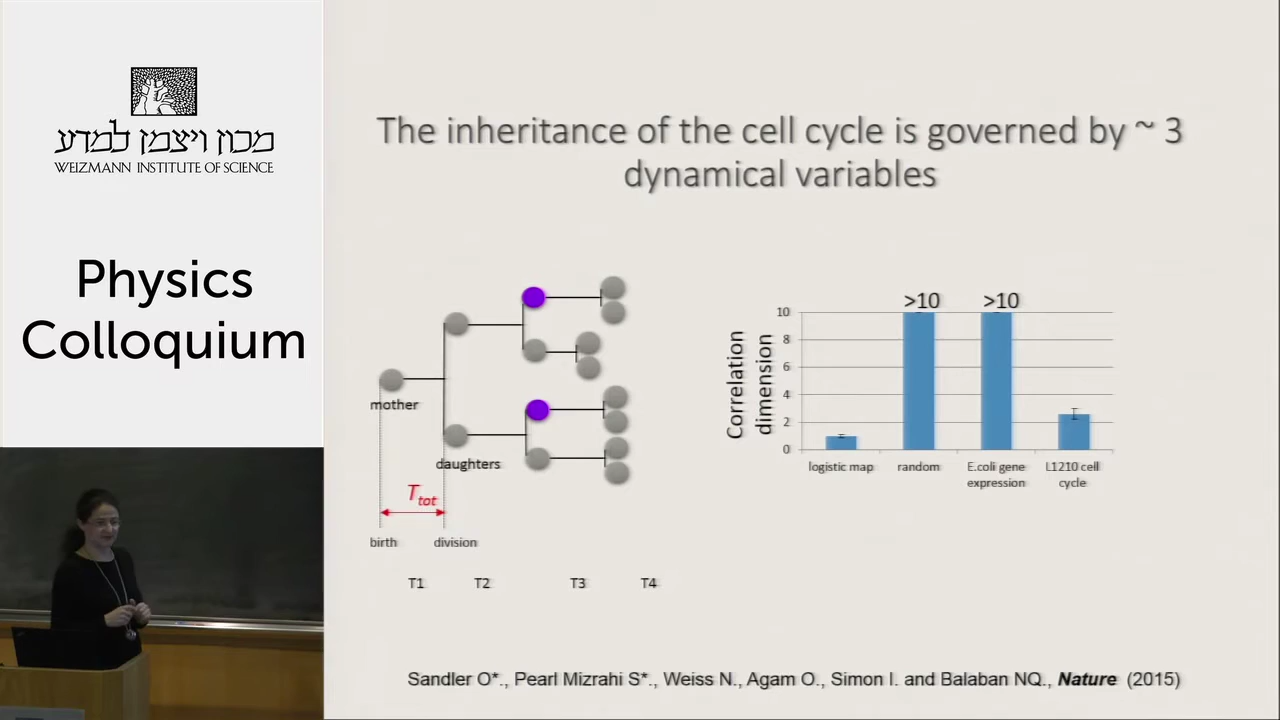 מכון ויצמן למדע
WEIZMANN INSTITUTE OF SCIENCE
Physics
Colloquium
The inheritance of the cell cycle is governed by ~ 3
dynamical variables
mother
daughters
T tot
birth
division
T1
T2
T3
T4
Correlation
dimension
10
8
6
4
2
0
>10
>10
logistic map
random
E.coli gene
expression
L1210 cell
cycle
Sandler O*., Pearl Mizrahi S*., Weiss N., Agam O., Simon I. and Balaban NQ., Nature (2015)